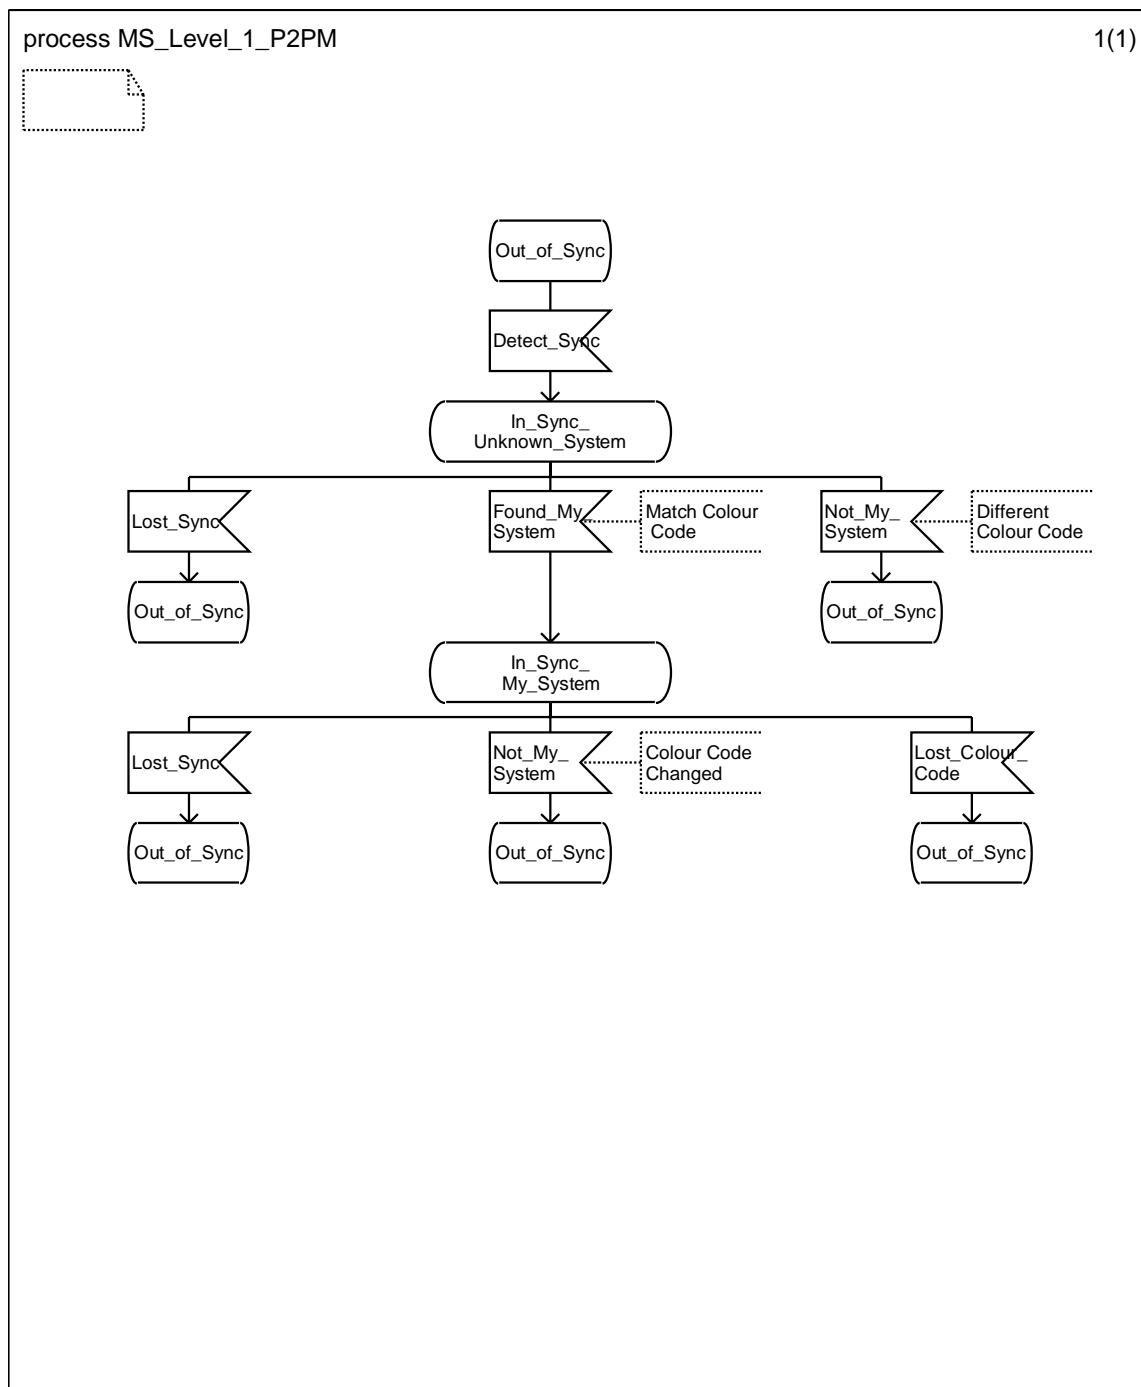 process MS_Level_1_P2PM
1(1)
Out_of_Sync
Detect_Sync
In_Sync_
Unknown_System
Lost_Sync
Found_My_
System
Match Colour
Code
Not_My_
System
Different
Colour Code
Out_of_Sync
Out_of_Sync
In_Sync_
My_System
Lost_Sync
Not_My_
System
Colour Code
Changed
Lost_Colour_
Code
Out_of_Sync
Out_of_Sync
Out_of_Sync